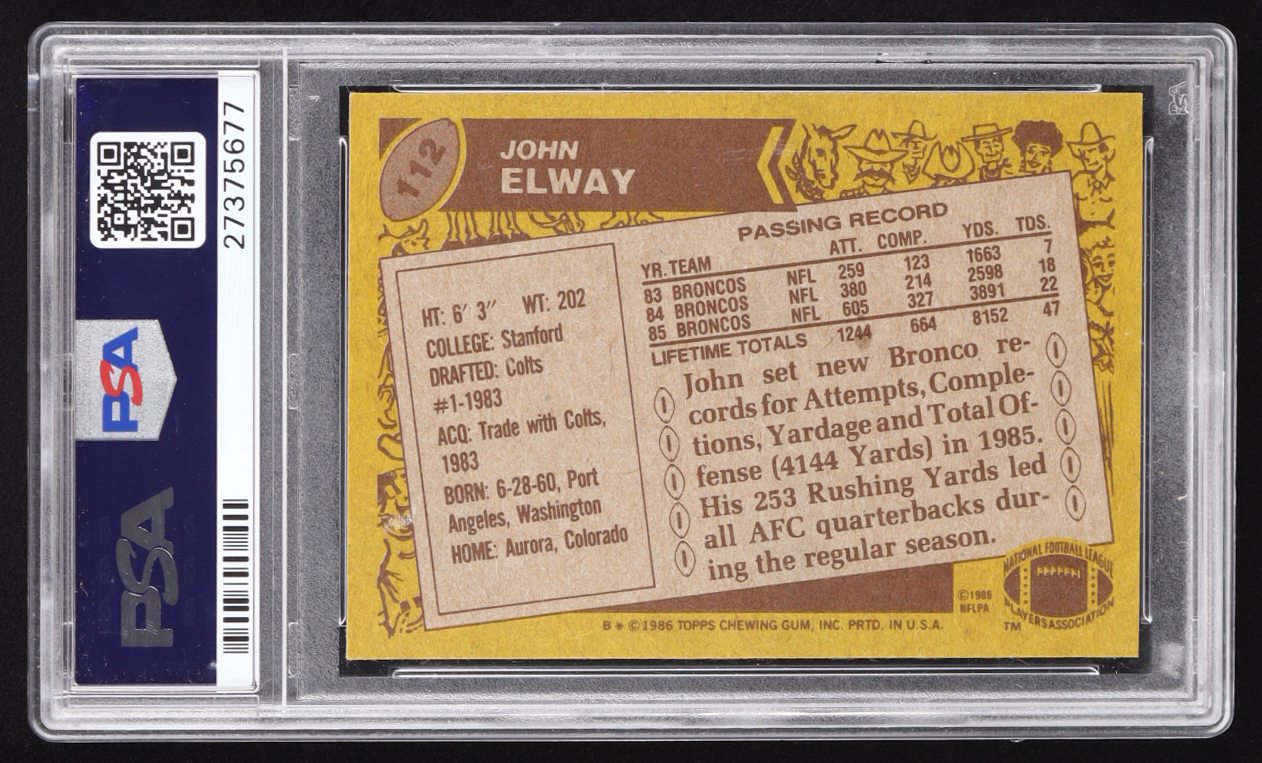 27375677
PSA
PSA
112
JOHN
ELWAY
HT: 6′ 3″ WT: 202
COLLEGE: Stanford
DRAFTED: Colts
#1-1983
ACQ: Trade with Colts,
1983
BORN: 6-28-60, Port
Angeles, Washington
HOME: Aurora, Colorado
PASSING RECORD
YR. TEAM ATT. COMP. YDS. TDS.
83 BRONCOS NFL 259 123 1663 7
84 BRONCOS NFL 380 214 2598 18
85 BRONCOS NFL 605 327 3891 22
LIFETIME TOTALS 1244 664 8152 47
John set new Bronco re-
cords for Attempts, Comple-
tions, Yardage and Total Of-
fense (4144 Yards) in 1985.
His 253 Rushing Yards led
all AFC quarterbacks dur-
ing the regular season.
©1986
NFLPA
NATIONAL FOOTBALL LEAGUE
PLAYERS ASSOCIATION
TM
B * ©1986 TOPPS CHEWING GUM, INC. PRTD. IN U.S.A.